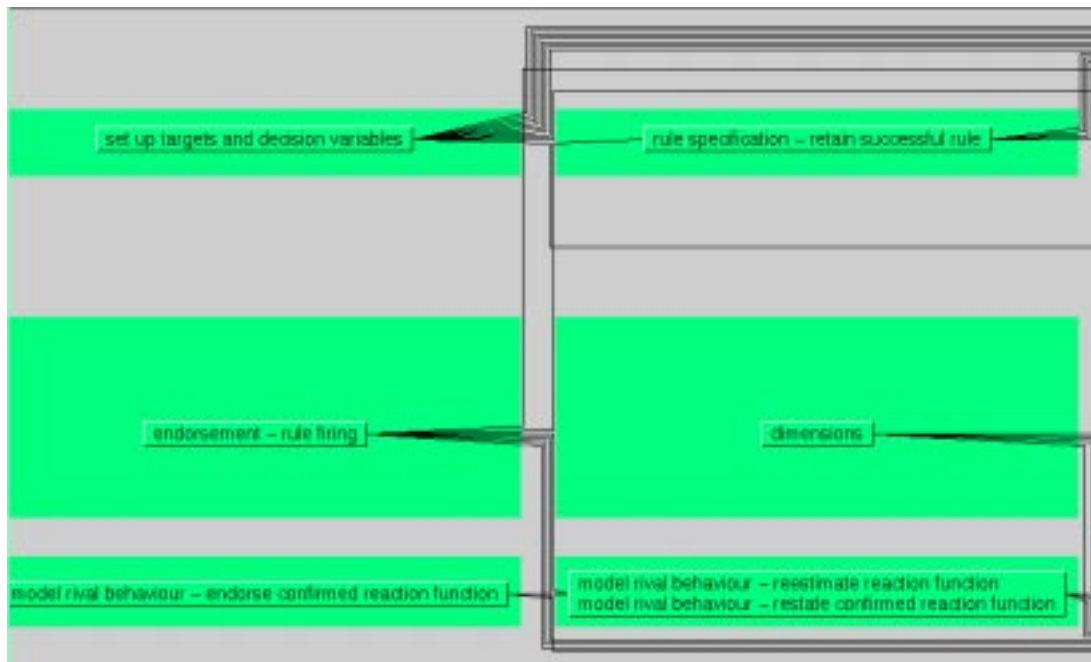 set up targets and decision variables
rule specification – retain successful rule
endorsement – rule firing
dimensions
model rival behaviour – endorse confirmed reaction function
model rival behaviour – reestimate reaction function
model rival behaviour – restate confirmed reaction function